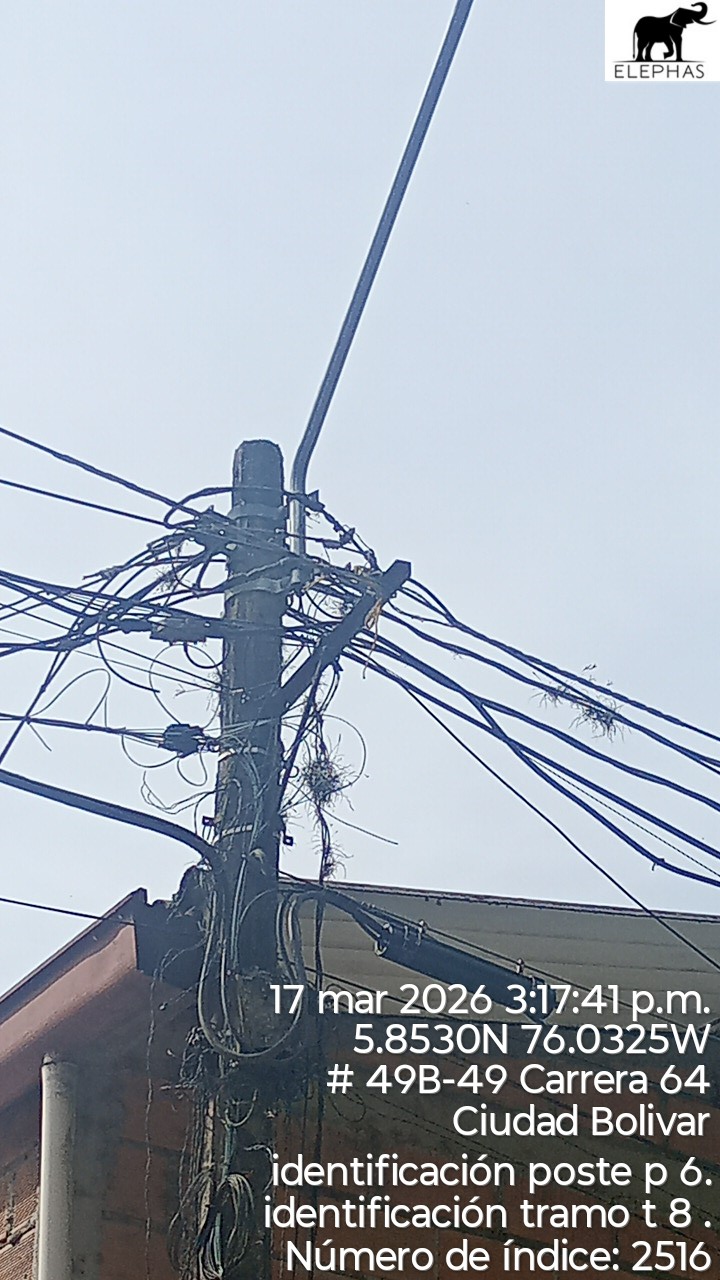 ELEPHAS
17 mar 2026 3:17:41 p.m.
5.8530N 76.0325W
# 49B-49 Carrera 64
Ciudad Bolivar
identificación poste p 6.
identificación tramo t 8 .
Número de índice: 2516